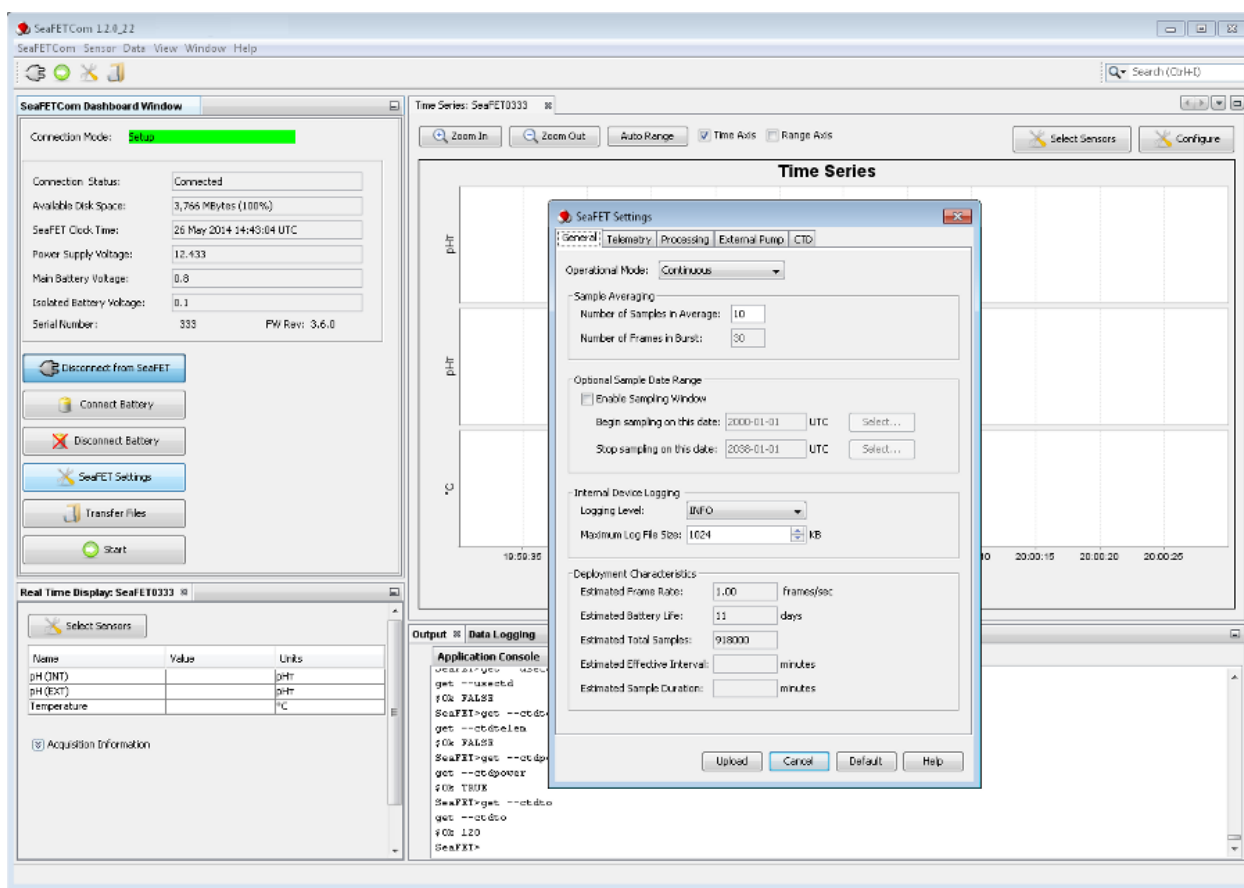 SeaFETCom 1.2.0_22
SeaFETCom Sensor Data View Window Help
Search (Ctrl+I)
SeaFETCom Dashboard Window
Connection Mode: Setup
Connection Status: Connected
Available Disk Space: 3,766 MBytes (100%)
SeaFET Clock Time: 26 May 2014 14:43:04 UTC
Power Supply Voltage: 12.433
Main Battery Voltage: 0.8
Isolated Battery Voltage: 0.1
Serial Number: 333 FW Rev: 3.6.0
Disconnect from SeaFET
Connect Battery
Disconnect Battery
SeaFET Settings
Transfer Files
Start
Real Time Display: SeaFET0333
Select Sensors
Name Value Units
pH (INT) pHT
pH (EXT) pHT
Temperature °C
Acquisition Information
Time Series: SeaFET0333
Zoom In Zoom Out Auto Range Time Axis Range Axis Select Sensors Configure
Time Series
pHT
pHT
°C
19:59:35 10 20:00:15 20:00:20 20:00:25
Output Data Logging
Application Console
get --usectd
$Ok FALSE
SeaFET>get --ctdt
get --ctdtelem
$Ok FALSE
SeaFET>get --ctdp
get --ctdpower
$Ok TRUE
SeaFET>get --ctdto
get --ctdto
$Ok 120
SeaFET>
SeaFET Settings
General Telemetry Processing External Pump CTD
Operational Mode: Continuous
Sample Averaging
Number of Samples in Average: 10
Number of Frames in Burst: 30
Optional Sample Date Range
Enable Sampling Window
Begin sampling on this date: 2000-01-01 UTC Select...
Stop sampling on this date: 2038-01-01 UTC Select...
Internal Device Logging
Logging Level: INFO
Maximum Log File Size: 1024 KB
Deployment Characteristics
Estimated Frame Rate: 1.00 frames/sec
Estimated Battery Life: 11 days
Estimated Total Samples: 918000
Estimated Effective Interval: minutes
Estimated Sample Duration: minutes
Upload Cancel Default Help